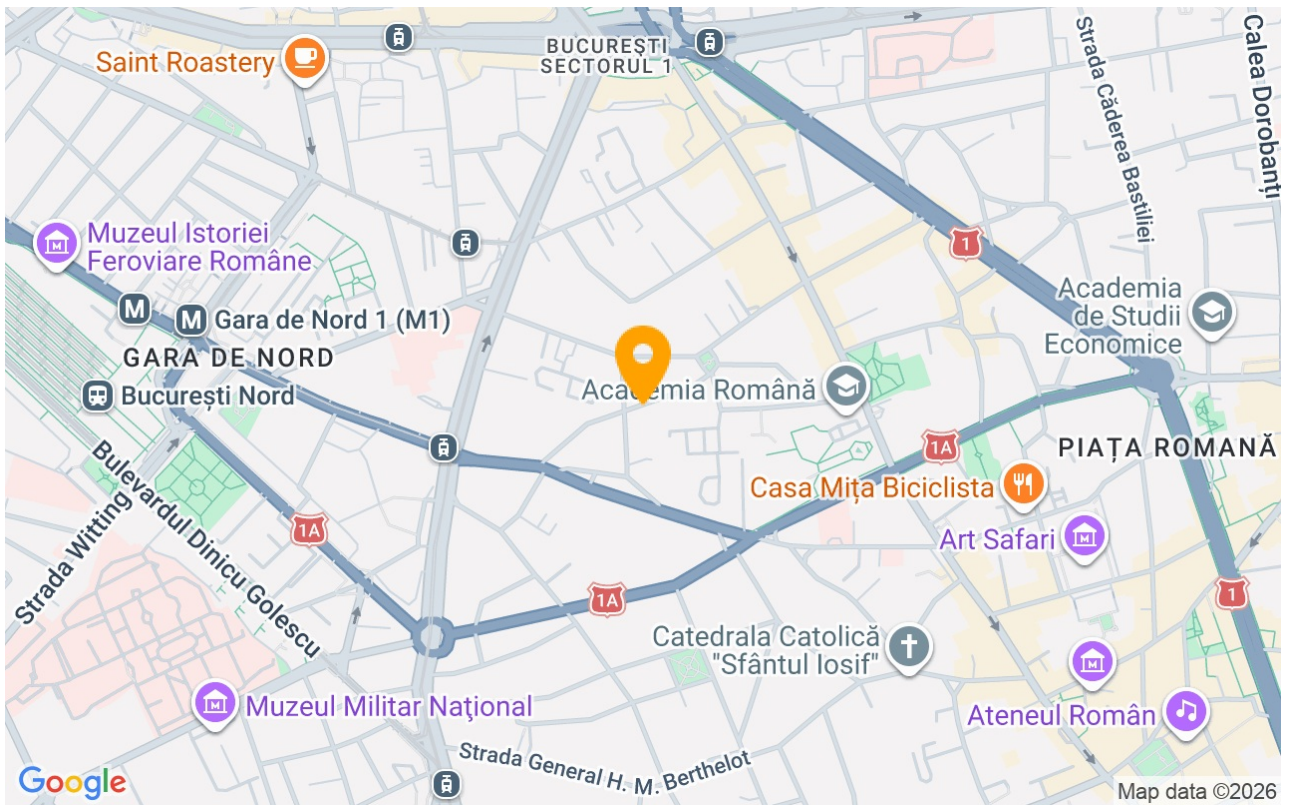 Saint Roastery
BUCUREȘTI
SECTORUL 1
Strada Căderea Bastiliei
Calea Dorobanți
Muzeul Istoriei
Feroviare Române
M
M
Gara de Nord 1 (M1)
GARA DE NORD
București Nord
1
Academia
de Studii
Economice
Academia Română
1A
PIAȚA ROMANĂ
Casa Mița Biciclista
Art Safari
Strada Witting
Bulevardul Dinicu Golescu
1A
1A
1
Catedrala Catolică
"Sfântul Iosif"
Muzeul Militar Naţional
Ateneul Român
Strada General H. M. Berthelot
Google
Map data ©2026